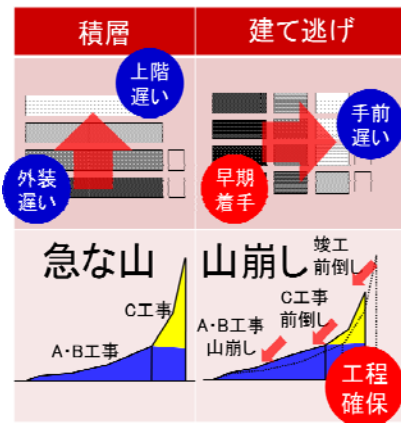 積層
建て逃げ
上階
遅い
外装
遅い
手前
遅い
早期
着手
急な山
C工事
A・B工事
山崩し
竣工
前倒し
C工事
前倒し
A・B工事
山崩し
工程
確保